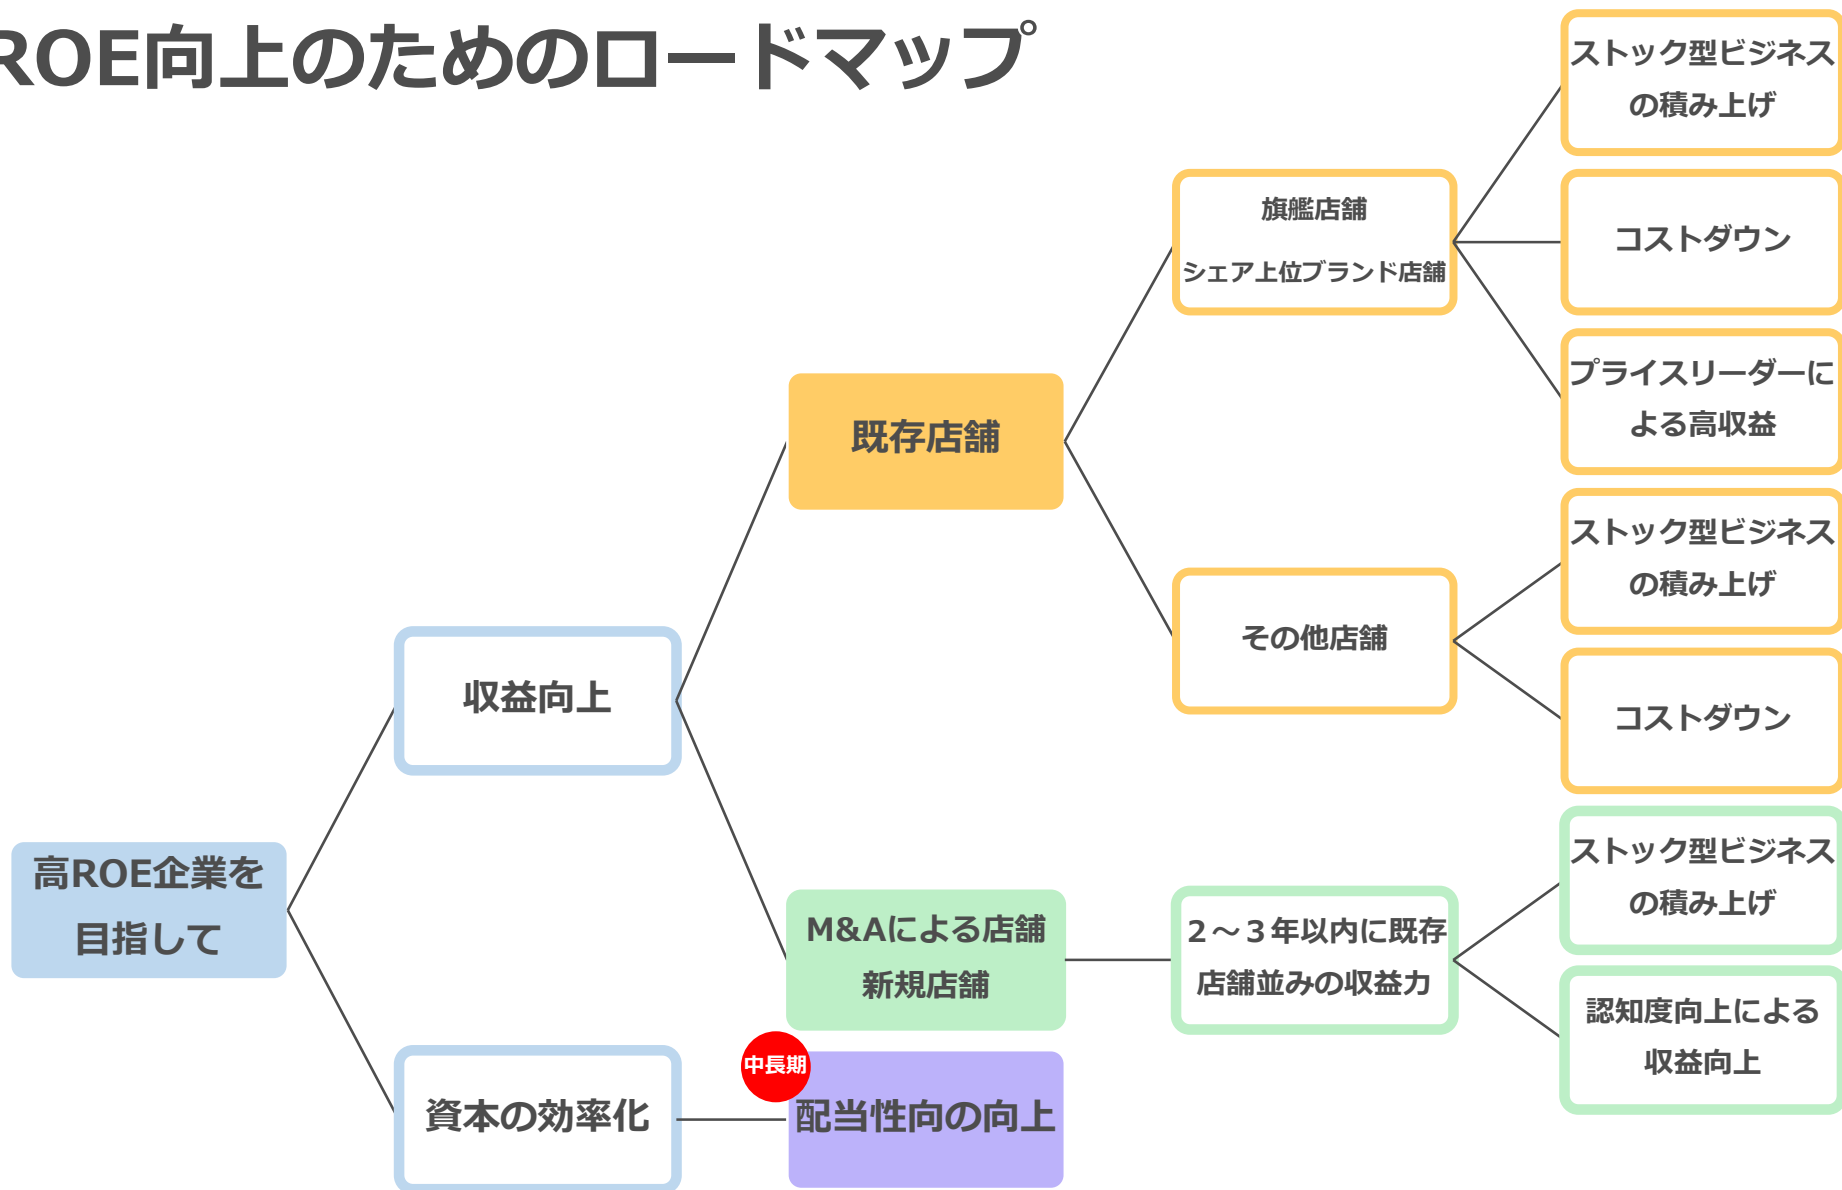 ROE向上のためのロードマップ
高ROE企業を
目指して
収益向上
資本の効率化
既存店舗
M&Aによる店舗
新規店舗
中長期
配当性向の向上
旗艦店舗
シェア上位ブランド店舗
その他店舗
２～３年以内に既存
店舗並みの収益力
ストック型ビジネス
の積み上げ
コストダウン
プライスリーダーに
よる高収益
ストック型ビジネス
の積み上げ
コストダウン
ストック型ビジネス
の積み上げ
認知度向上による
収益向上